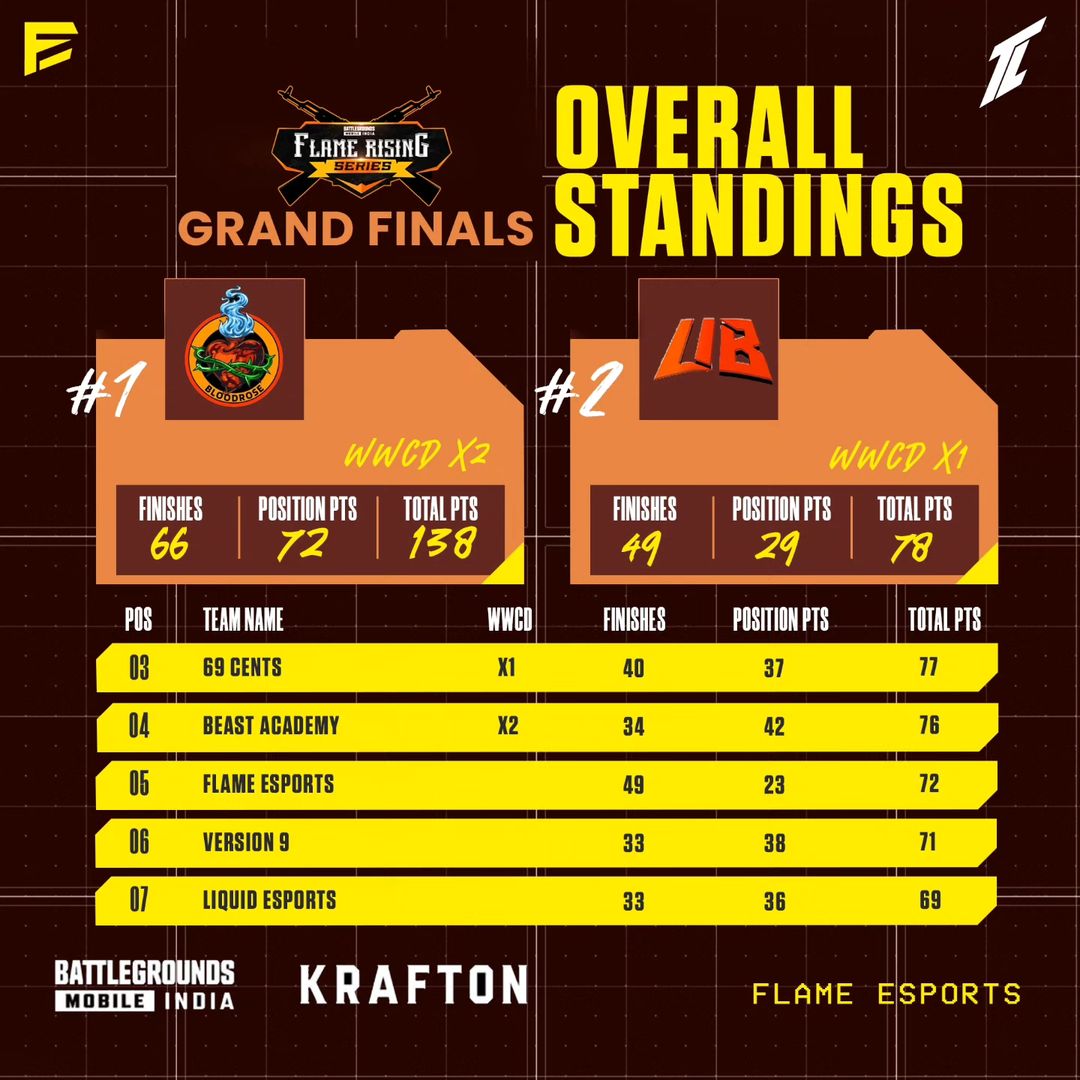 BATTLEGROUNDS
MOBILE INDIA
FLAME RISING
SERIES
GRAND FINALS
OVERALL
STANDINGS
#1
BLOODROSE
WWCD X2
FINISHES POSITION PTS TOTAL PTS
66 72 138
#2
UB
WWCD X1
FINISHES POSITION PTS TOTAL PTS
49 29 78
POS TEAM NAME WWCD FINISHES POSITION PTS TOTAL PTS
03 69 CENTS X1 40 37 77
04 BEAST ACADEMY X2 34 42 76
05 FLAME ESPORTS 49 23 72
06 VERSION 9 33 38 71
07 LIQUID ESPORTS 33 36 69
BATTLEGROUNDS
MOBILE INDIA
KRAFTON
FLAME ESPORTS